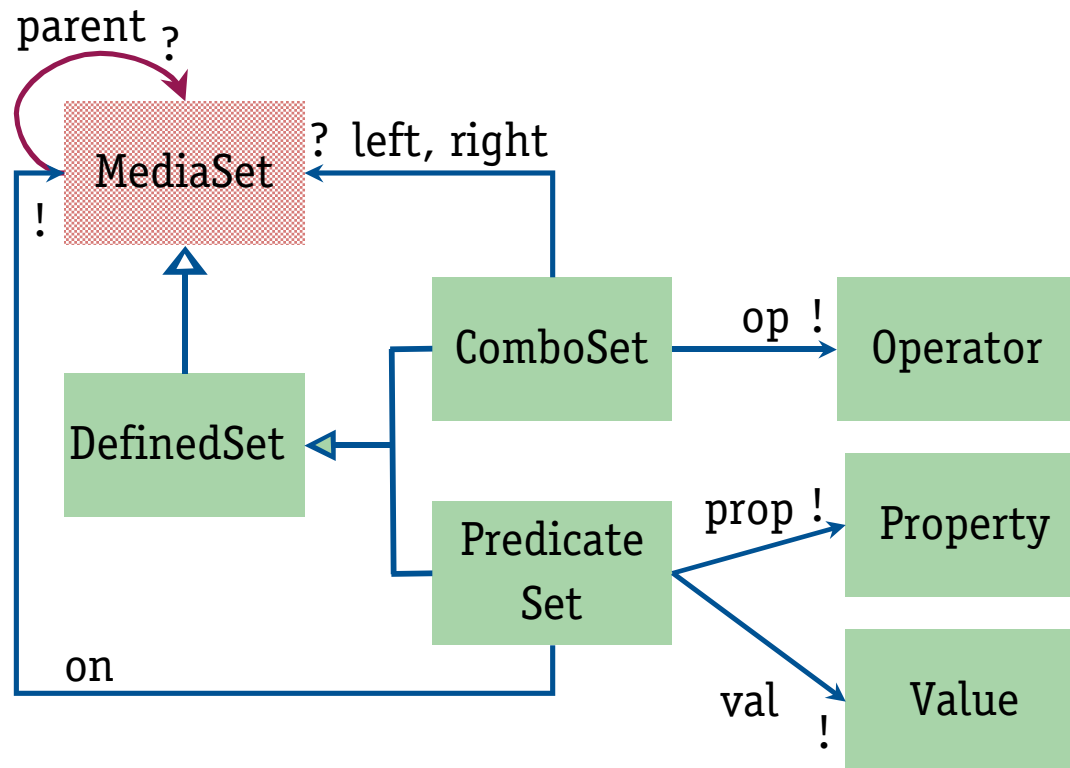 parent ?
? left, right
MediaSet
!
op !
ComboSet
Operator
DefinedSet
prop !
Property
Predicate
Set
on
val
!
Value